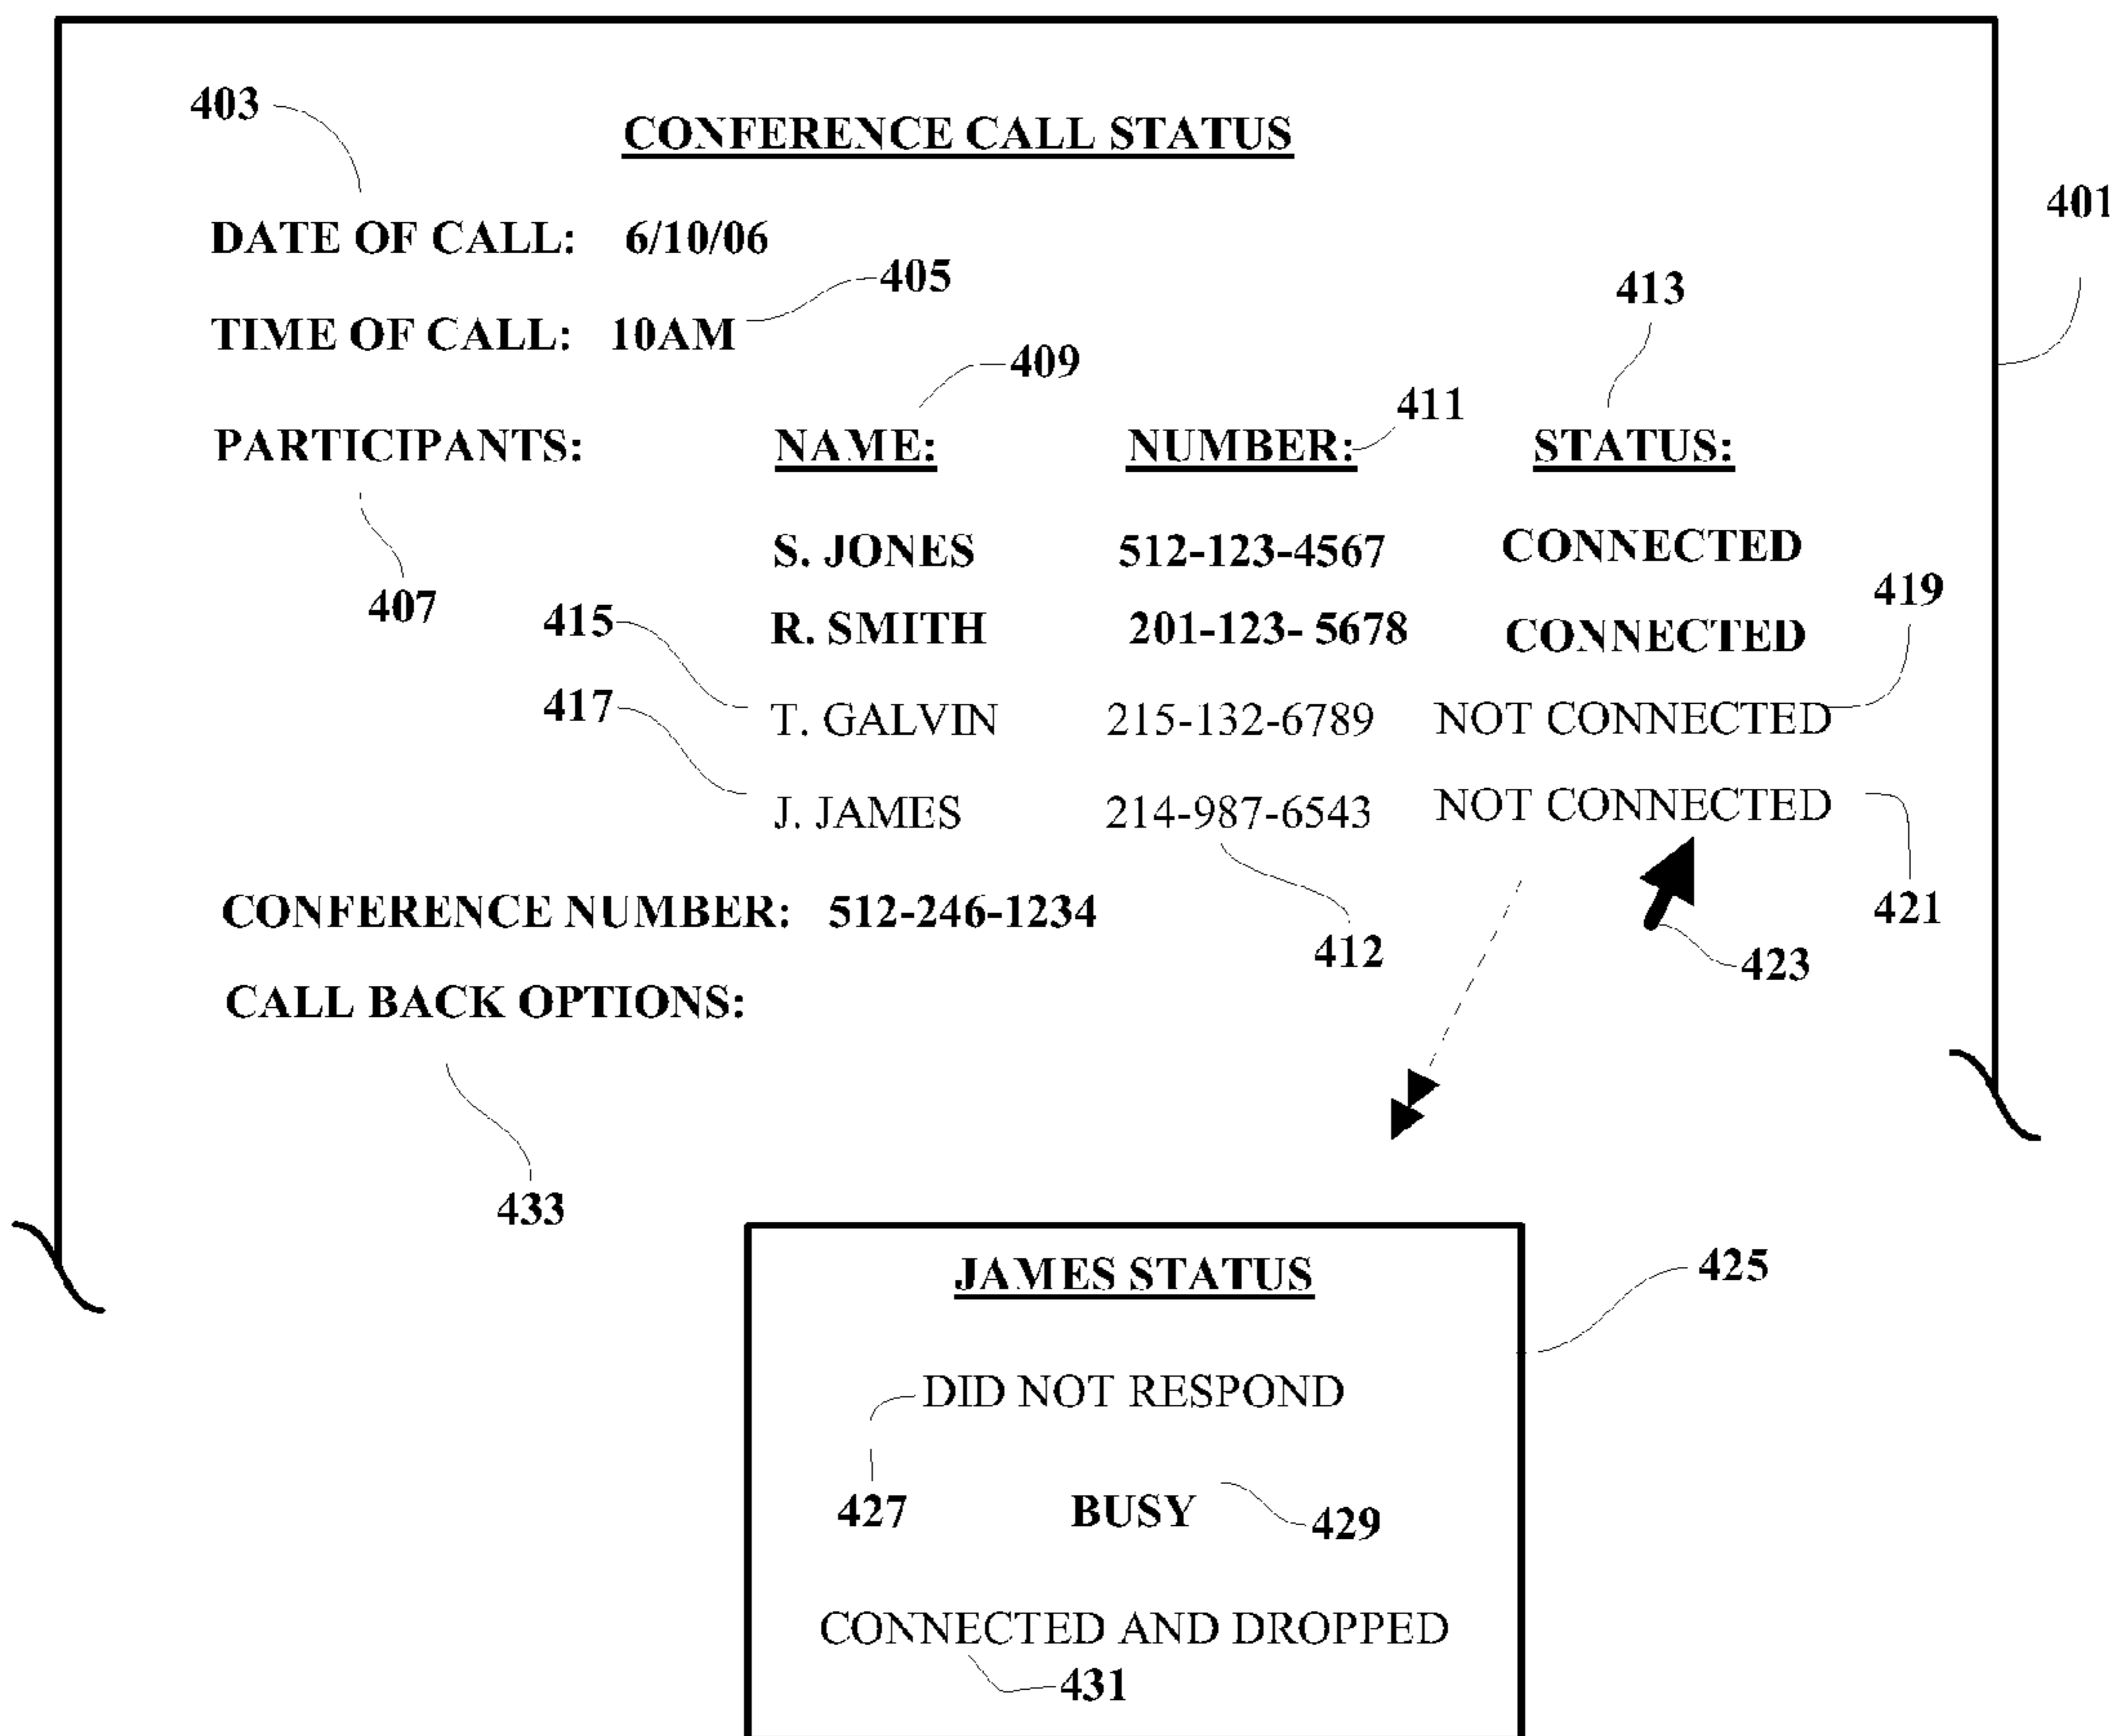 403
CONFERENCE CALL STATUS
401
DATE OF CALL: 6/10/06
405
413
TIME OF CALL: 10AM
409
411
PARTICIPANTS: NAME: NUMBER: STATUS:
S. JONES 512-123-4567 CONNECTED
419
407
415 R. SMITH 201-123- 5678 CONNECTED
417 T. GALVIN 215-132-6789 NOT CONNECTED
J. JAMES 214-987-6543 NOT CONNECTED
CONFERENCE NUMBER: 512-246-1234
421
412
423
CALL BACK OPTIONS:
433
JAMES STATUS
425
DID NOT RESPOND
427 BUSY 429
CONNECTED AND DROPPED
431